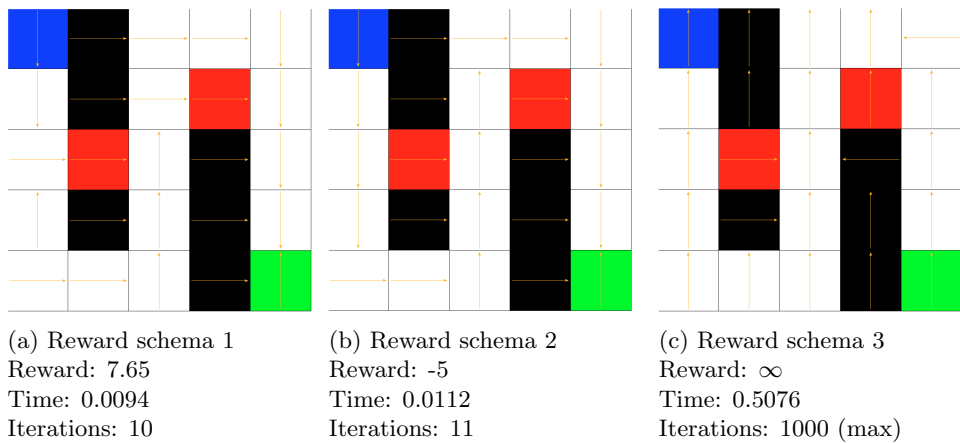 (a) Reward schema 1
Reward: 7.65
Time: 0.0094
Iterations: 10
(b) Reward schema 2
Reward: -5
Time: 0.0112
Iterations: 11
(c) Reward schema 3
Reward: ∞
Time: 0.5076
Iterations: 1000 (max)